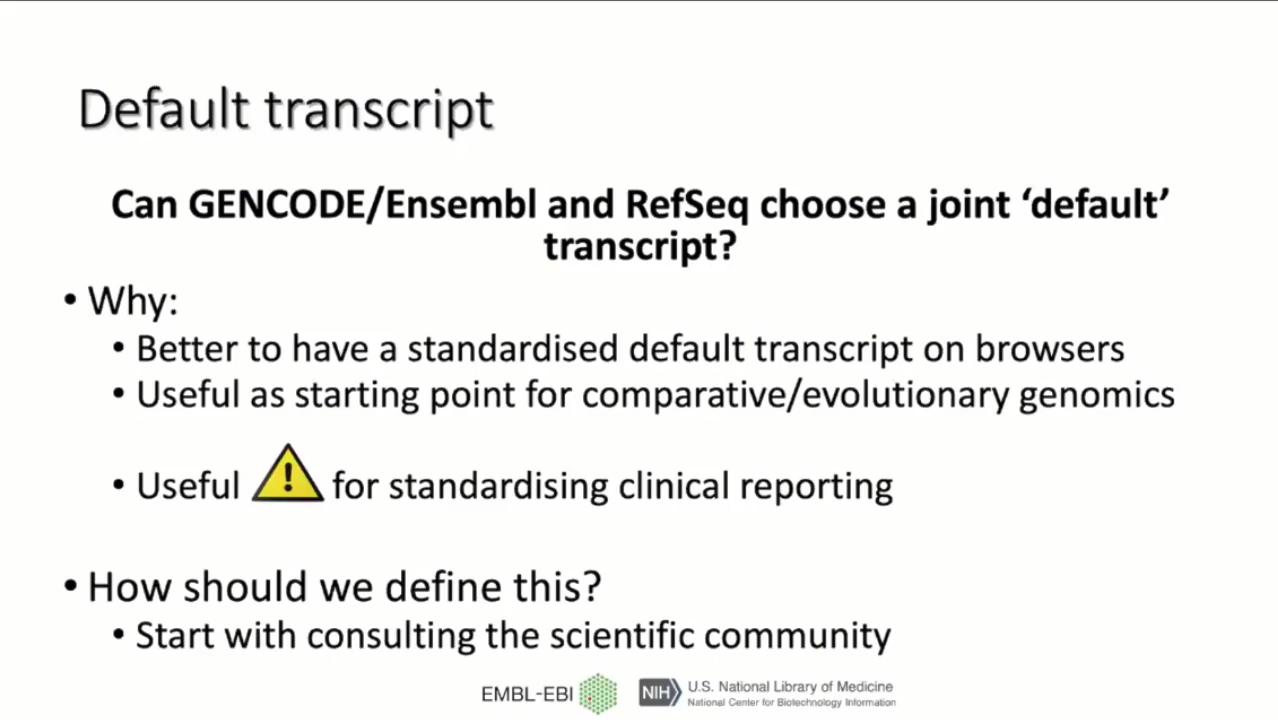 Default transcript
Can GENCODE/Ensembl and RefSeq choose a joint ‘default’
transcript?
• Why:
• Better to have a standardised default transcript on browsers
• Useful as starting point for comparative/evolutionary genomics
• Useful ! for standardising clinical reporting
• How should we define this?
• Start with consulting the scientific community
EMBL-EBI
NIH
U.S. National Library of Medicine
National Center for Biotechnology Information